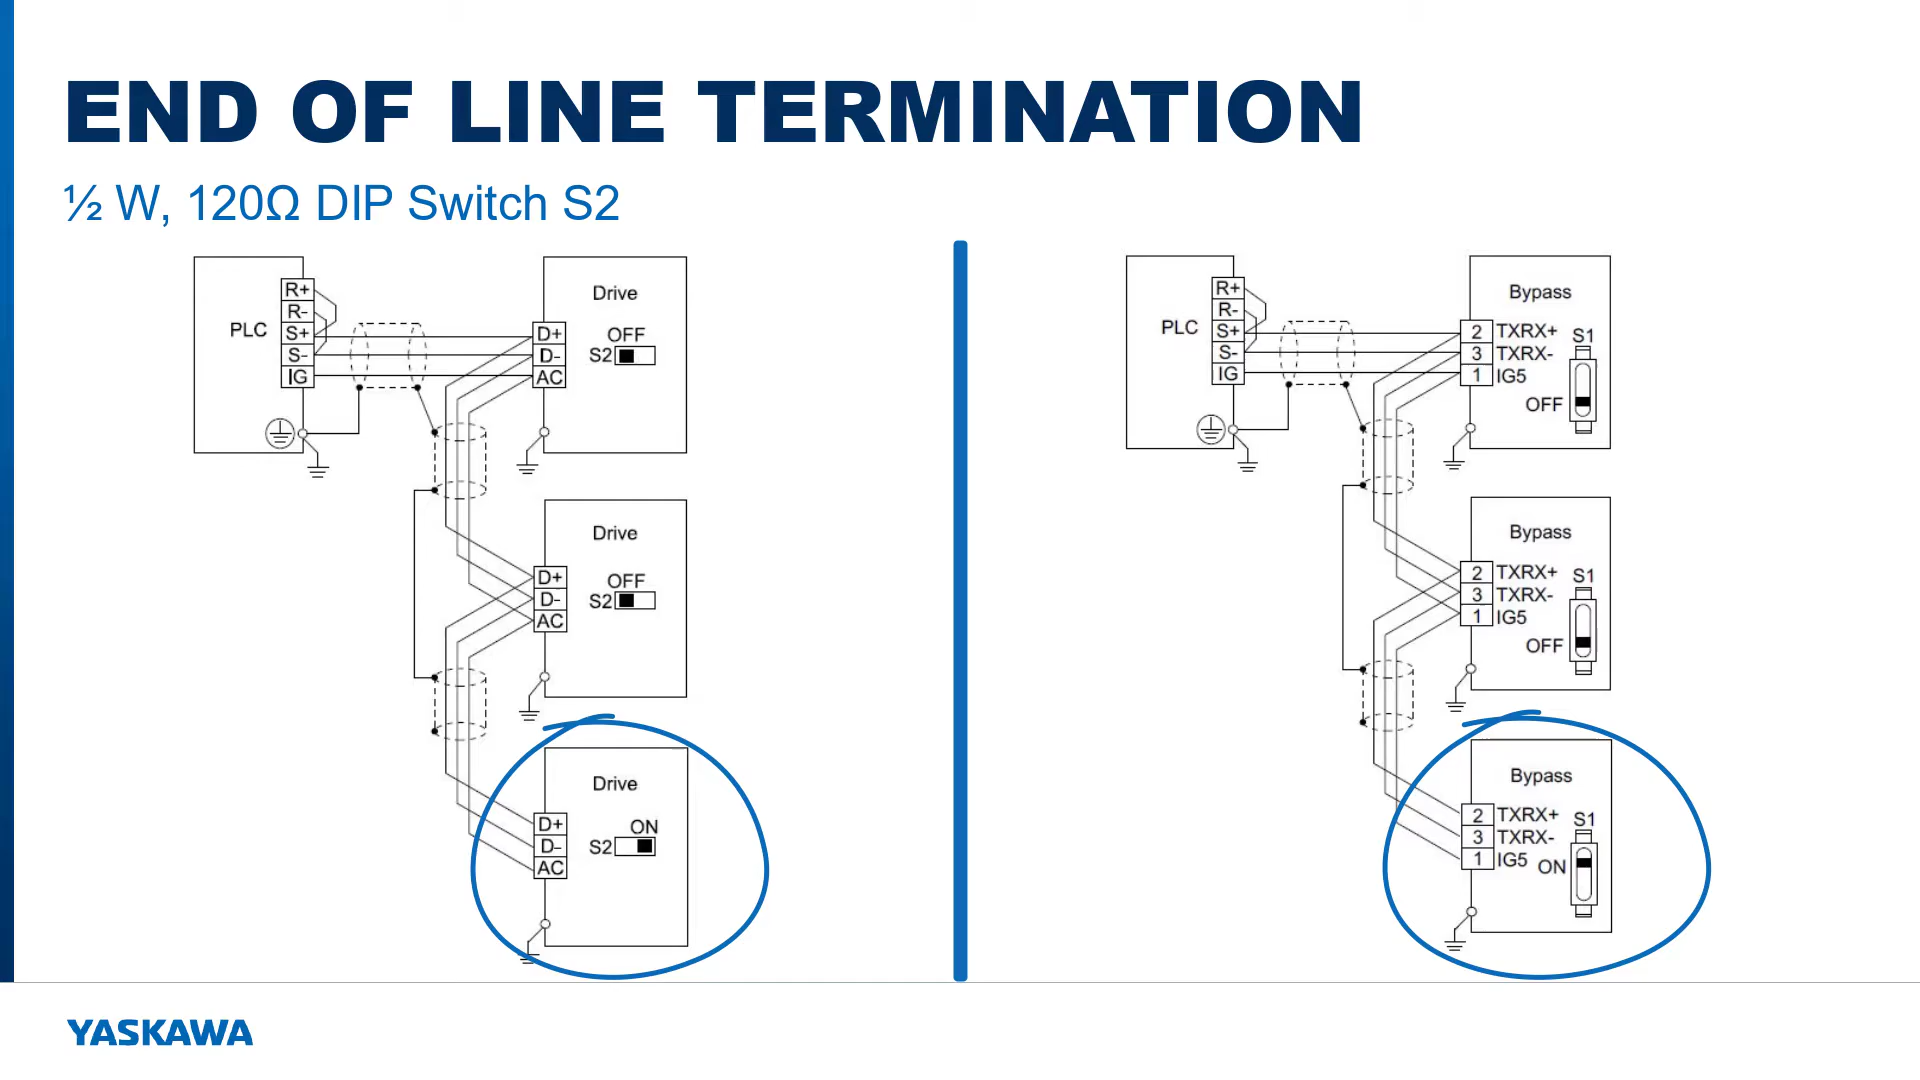 END OF LINE TERMINATION
½ W, 120Ω DIP Switch S2
PLC
R+
R-
S+
S-
IG
Drive
D+
D-
AC
OFF
S2
Drive
D+
D-
AC
OFF
S2
Drive
D+
D-
AC
ON
S2
PLC
R+
R-
S+
S-
IG
Bypass
2 TXRX+
3 TXRX-
1 IG5
S1
OFF
Bypass
2 TXRX+
3 TXRX-
1 IG5
S1
OFF
Bypass
2 TXRX+
3 TXRX-
1 IG5
S1
ON
YASKAWA